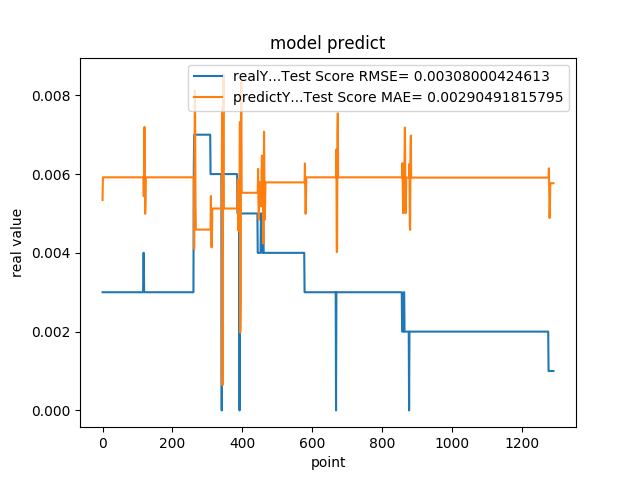 model predict
realY...Test Score RMSE= 0.00308000424613
predictY...Test Score MAE= 0.00290491815795
real value
0.008
0.006
0.004
0.002
0.000
0 200 400 600 800 1000 1200
point